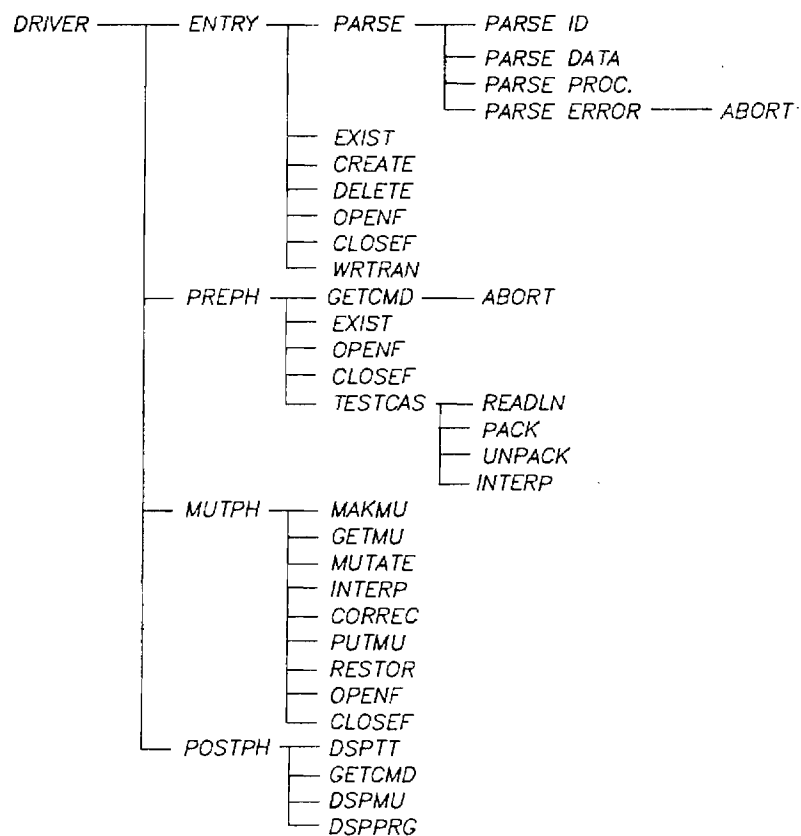 DRIVER ENTRY PARSE PARSE ID
PARSE DATA
PARSE PROC.
PARSE ERROR ABORT
EXIST
CREATE
DELETE
OPENF
CLOSEF
WRTRAN
PREPH GETCMD ABORT
EXIST
OPENF
CLOSEF
TESTCAS READLN
PACK
UNPACK
INTERP
MUTPH MAKMU
GETMU
MUTATE
INTERP
CORREC
PUTMU
RESTOR
OPENF
CLOSEF
POSTPH DSPTT
GETCMD
DSPMU
DSPPRG